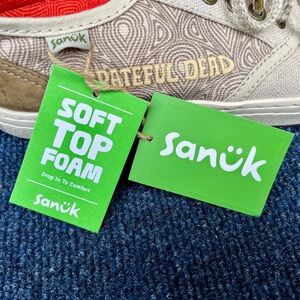 sanük
GRATEFUL DEAD
SOFT
TOP
FOAM
Drop In To Comfort
sanük
sanük